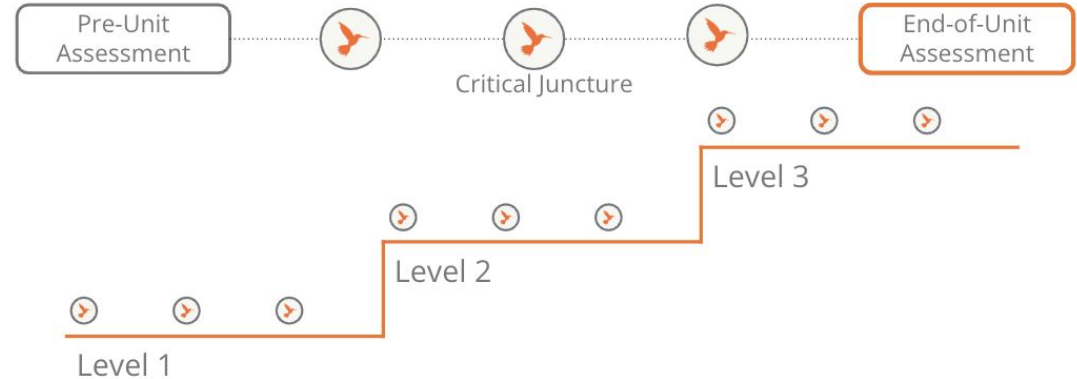 Pre-Unit
Assessment
Critical Juncture
End-of-Unit
Assessment
Level 3
Level 2
Level 1